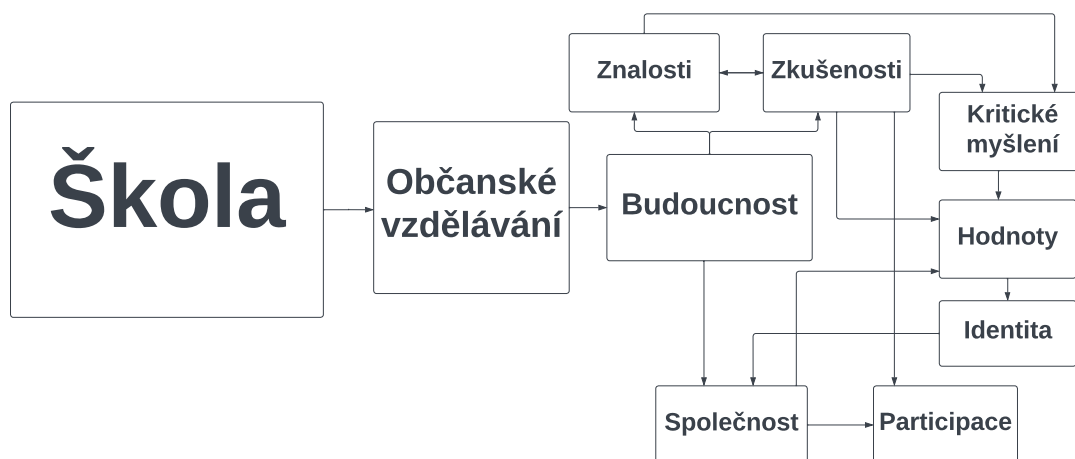 Škola
Občanské
vzdělávání
Budoucnost
Znalosti
Zkušenosti
Kritické
myšlení
Hodnoty
Identita
Společnost
Participace